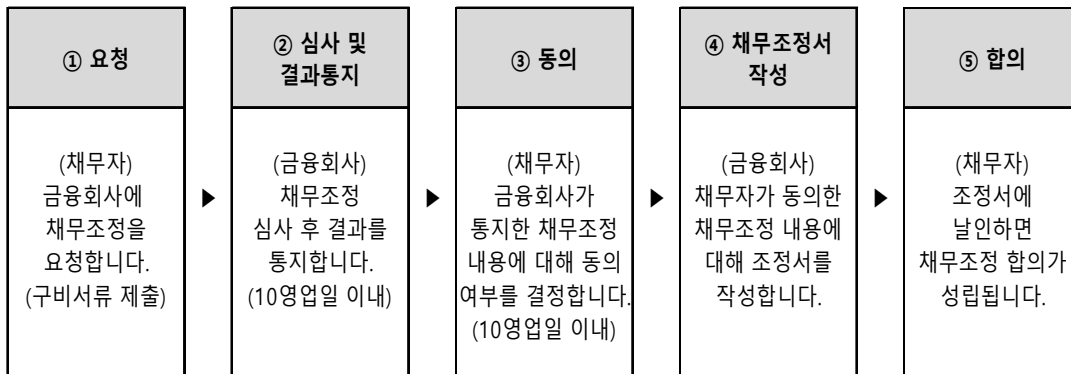 ① 요청
(채무자)
금융회사에
채무조정을
요청합니다.
(구비서류 제출)
▶
② 심사 및
결과통지
(금융회사)
채무조정
심사 후 결과를
통지합니다.
(10영업일 이내)
▶
③ 동의
(채무자)
금융회사가
통지한 채무조정
내용에 대해 동의
여부를 결정합니다.
(10영업일 이내)
▶
④ 채무조정서
작성
(금융회사)
채무자가 동의한
채무조정 내용에
대해 조정서를
작성합니다.
▶
⑤ 합의
(채무자)
조정서에
날인하면
채무조정 합의가
성립됩니다.